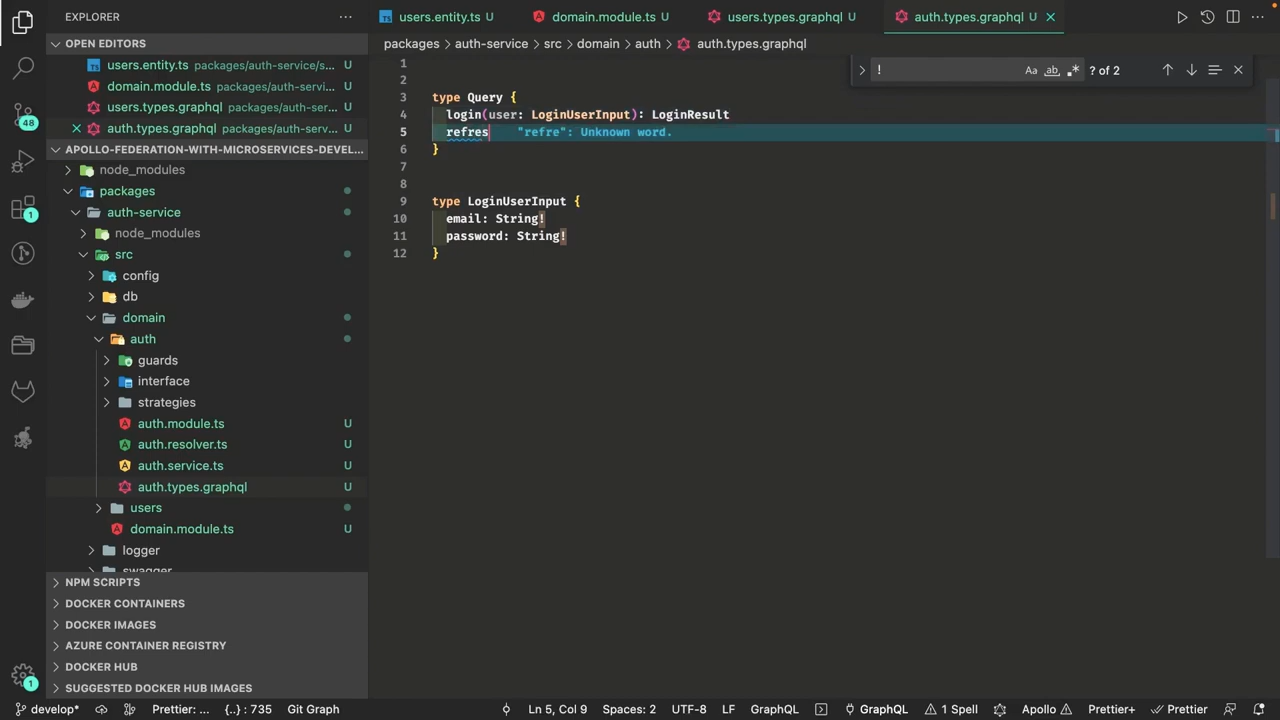 EXPLORER
users.entity.ts U
domain.module.ts U
users.types.graphql U
auth.types.graphql
OPEN EDITORS
packages > auth-service > src > domain > auth > auth.types.graphql
users.entity.ts packages/auth-service/s... U
domain.module.ts packages/auth-servi... U
users.types.graphql packages/auth-se... U
auth.types.graphql packages/auth-serv... U
! Aa ab .* ? of 2
APOLLO-FEDERATION-WITH-MICROSERVICES-DEVEL...
node_modules
packages
auth-service
node_modules
src
config
db
domain
auth
guards
interface
strategies
auth.module.ts U
auth.resolver.ts U
auth.service.ts U
auth.types.graphql U
users
domain.module.ts U
logger
swagger
NPM SCRIPTS
DOCKER CONTAINERS
DOCKER IMAGES
AZURE CONTAINER REGISTRY
DOCKER HUB
SUGGESTED DOCKER HUB IMAGES
48
1
1
1
2
3 type Query {
4 login(user: LoginUserInput): LoginResult
5 refres "refre": Unknown word.
6 }
7
8
9 type LoginUserInput {
10 email: String!
11 password: String!
12 }
develop* Prettier: ... {..} : 735 Git Graph Ln 5, Col 9 Spaces: 2 UTF-8 LF GraphQL GraphQL 1 Spell Apollo Prettier+ Prettier